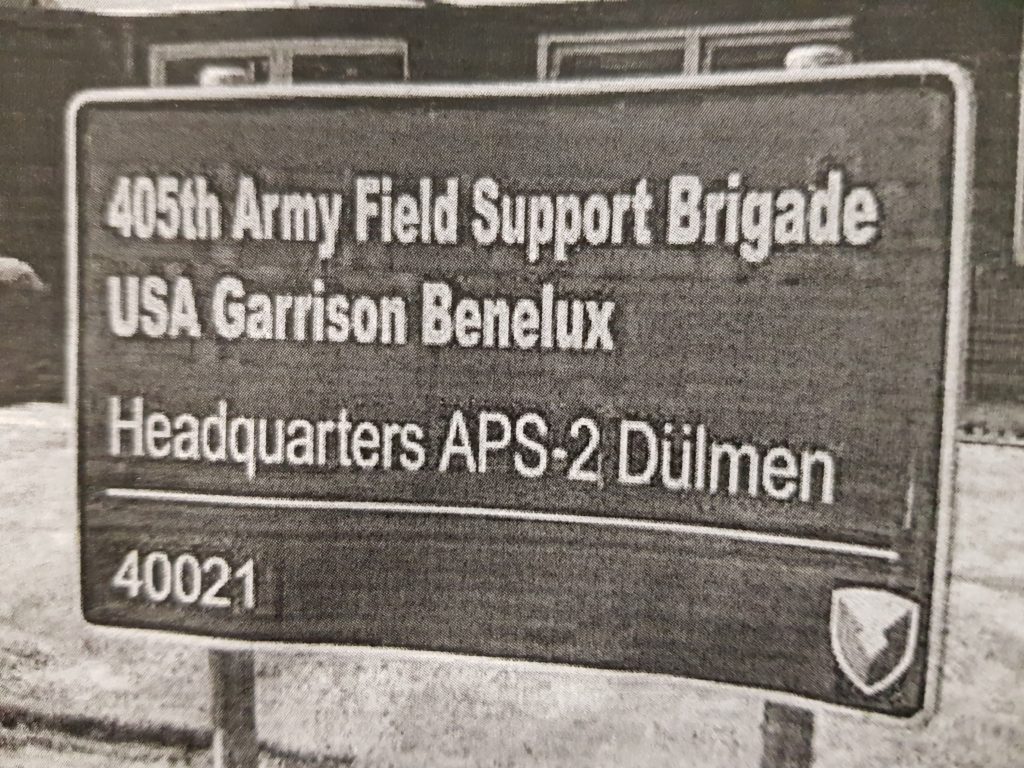 405th Army Field Support Brigade
USA Garrison Benelux
Headquarters APS-2 Dülmen
40021